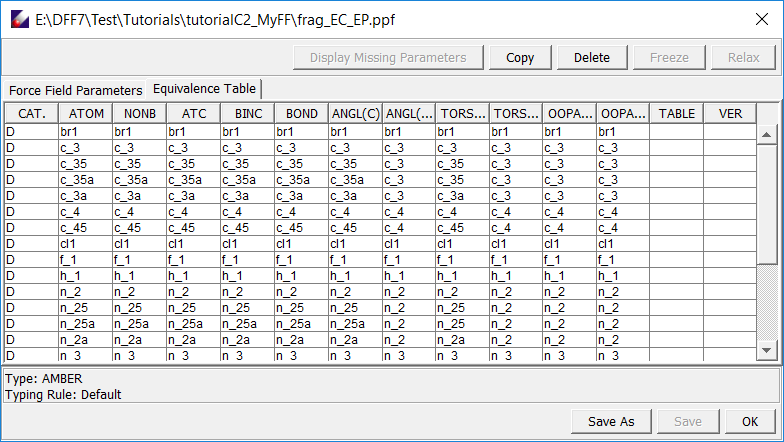 E:\DFF7\Test\Tutorials\tutorialC2_MyFF\frag_EC_EP.ppf
Display Missing Parameters Copy Delete Freeze Relax
Force Field Parameters Equivalence Table
CAT. ATOM NONB ATC BINC BOND ANGL(C) ANGL(... TORS... TORS... OOPA... OOPA... TABLE VER
D br1 br1 br1 br1 br1 br1 br1 br1 br1 br1 br1
D c_3 c_3 c_3 c_3 c_3 c_3 c_3 c_3 c_3 c_3 c_3
D c_35 c_35 c_35 c_35 c_35 c_35 c_3 c_35 c_3 c_3 c_3
D c_35a c_35a c_35a c_35a c_35a c_35a c_3 c_35a c_3 c_3 c_3
D c_3a c_3a c_3a c_3a c_3a c_3a c_3 c_3a c_3 c_3 c_3
D c_4 c_4 c_4 c_4 c_4 c_4 c_4 c_4 c_4 c_4 c_4
D c_45 c_45 c_45 c_45 c_45 c_45 c_4 c_45 c_4 c_4 c_4
D cl1 cl1 cl1 cl1 cl1 cl1 cl1 cl1 cl1 cl1 cl1
D f_1 f_1 f_1 f_1 f_1 f_1 f_1 f_1 f_1 f_1 f_1
D h_1 h_1 h_1 h_1 h_1 h_1 h_1 h_1 h_1 h_1 h_1
D n_2 n_2 n_2 n_2 n_2 n_2 n_2 n_2 n_2 n_2 n_2
D n_25 n_25 n_25 n_25 n_25 n_25 n_2 n_25 n_2 n_2 n_2
D n_25a n_25a n_25a n_25a n_25a n_25a n_2 n_25a n_2 n_2 n_2
D n_2a n_2a n_2a n_2a n_2a n_2a n_2 n_2a n_2 n_2 n_2
D n_3 n_3 n_3 n_3 n_3 n_3 n_3 n_3 n_3 n_3 n_3
Type: AMBER
Typing Rule: Default
Save As Save OK